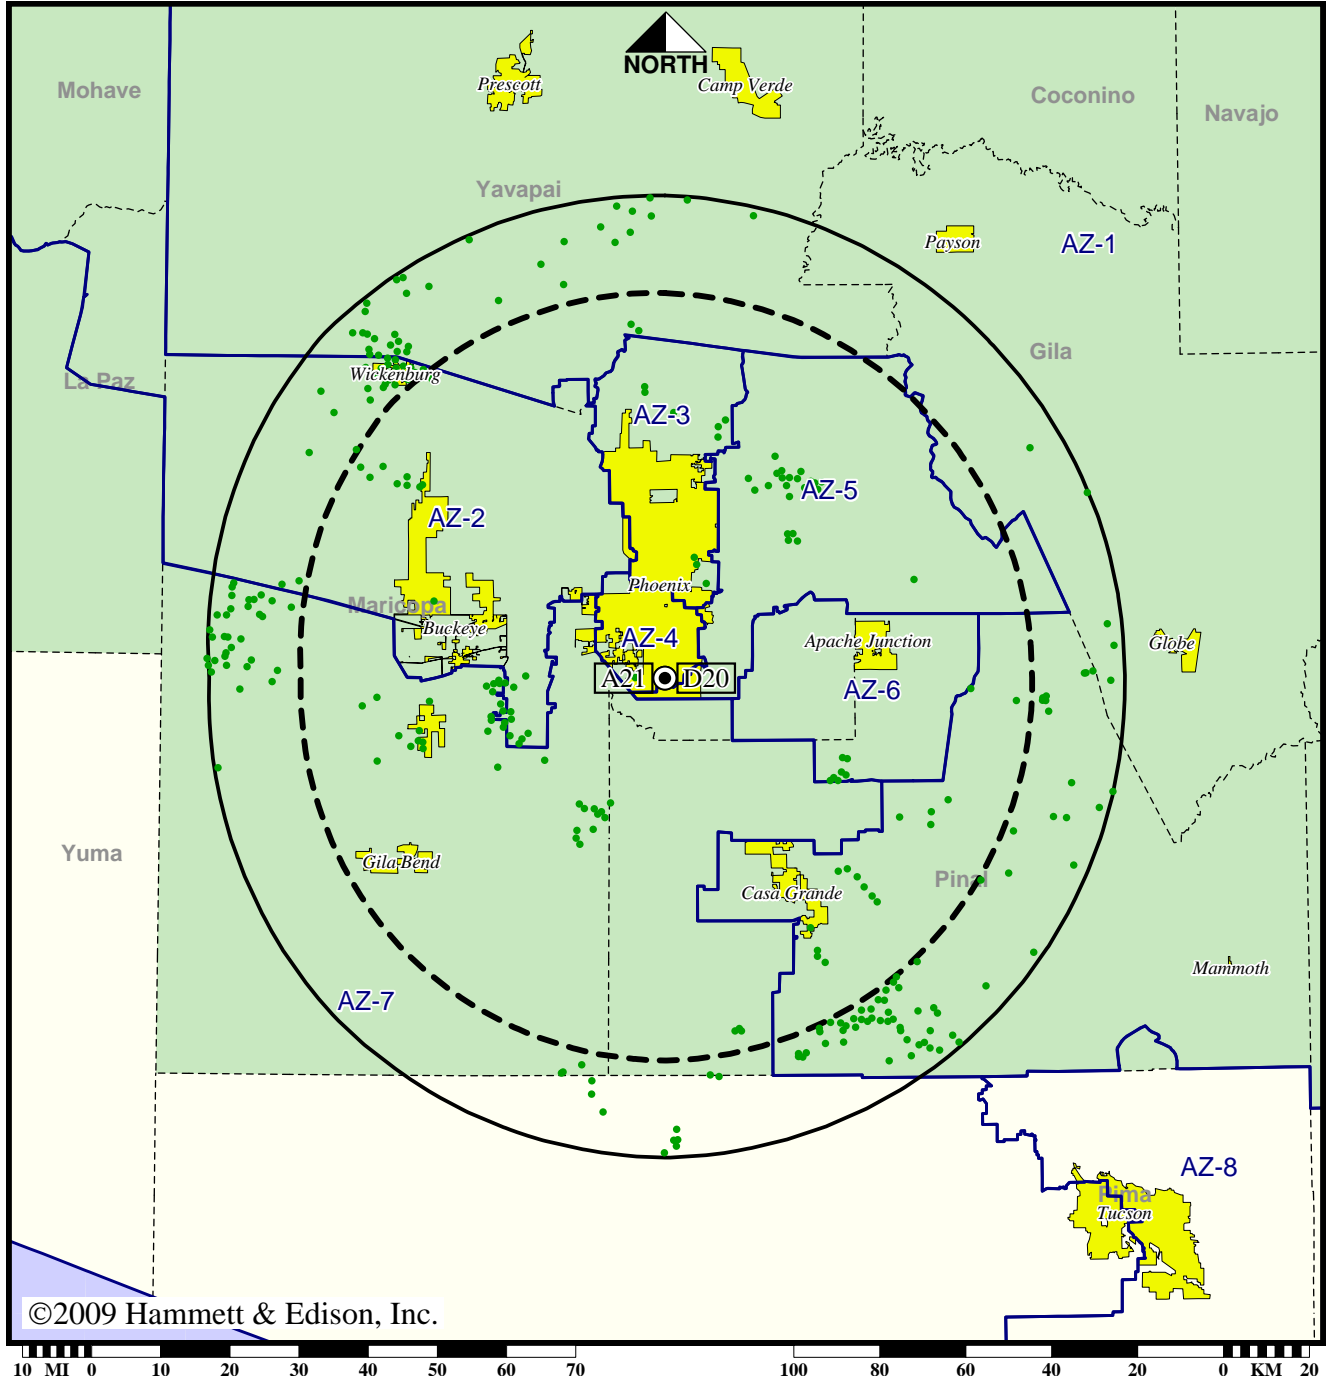 NORTH
Prescott
Camp Verde
Mohave
Coconino
Navajo
Yavapai
Payson
AZ-1
Gila
La Paz
Wickenburg
AZ-3
AZ-5
AZ-2
Phoenix
Maricopa
Buckeye
AZ-4
Apache Junction
Globe
A21
D20
AZ-6
Yuma
Gila Bend
Casa Grande
Pinal
Mammoth
AZ-7
AZ-8
Pima
Tucson
©2009 Hammett & Edison, Inc.
10 MI 0 10 20 30 40 50 60 70
100 80 60 40 20 0 KM 20